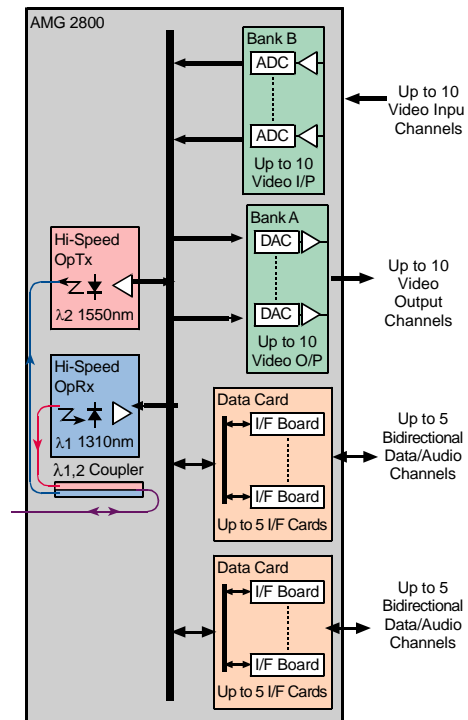 AMG 2800
Bank B
ADC
ADC
Up to 10
Video I/P
Up to 10
Video Input
Channels
Bank A
DAC
DAC
Up to 10
Video O/P
Up to 10
Video
Output
Channels
Hi-Speed
OpTx
λ2 1550nm
Hi-Speed
OpRx
λ1 1310nm
λ1,2 Coupler
Data Card
I/F Board
I/F Board
Up to 5 I/F Cards
Up to 5
Bidirectional
Data/Audio
Channels
Data Card
I/F Board
I/F Board
Up to 5 I/F Cards
Up to 5
Bidirectional
Data/Audio
Channels